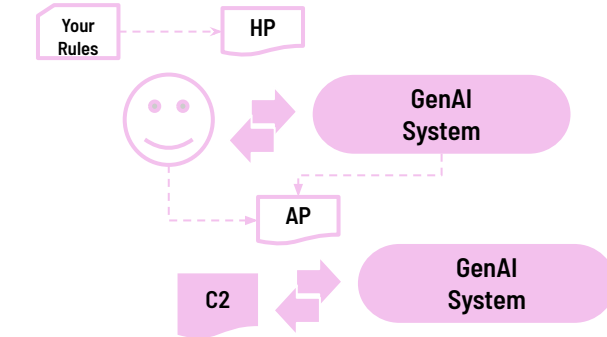 Your
Rules
HP
GenAI
System
AP
GenAI
System
C2